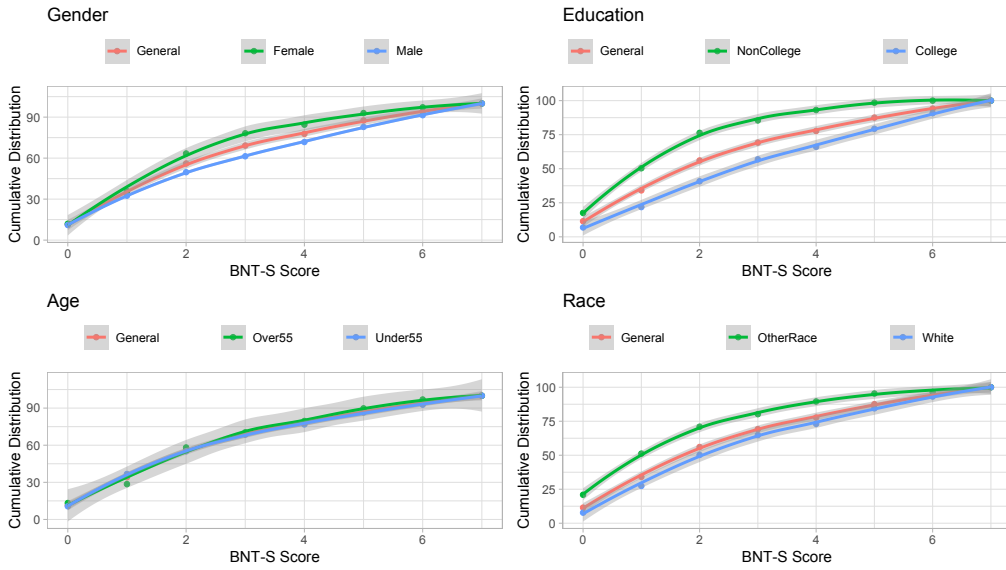 Gender
General Female Male
Cumulative Distribution
90
60
30
0
0 2 4 6
BNT-S Score
Education
General NonCollege College
Cumulative Distribution
100
75
50
25
0
0 2 4 6
BNT-S Score
Age
General Over55 Under55
Cumulative Distribution
90
60
30
0
0 2 4 6
BNT-S Score
Race
General OtherRace White
Cumulative Distribution
100
75
50
25
0
0 2 4 6
BNT-S Score